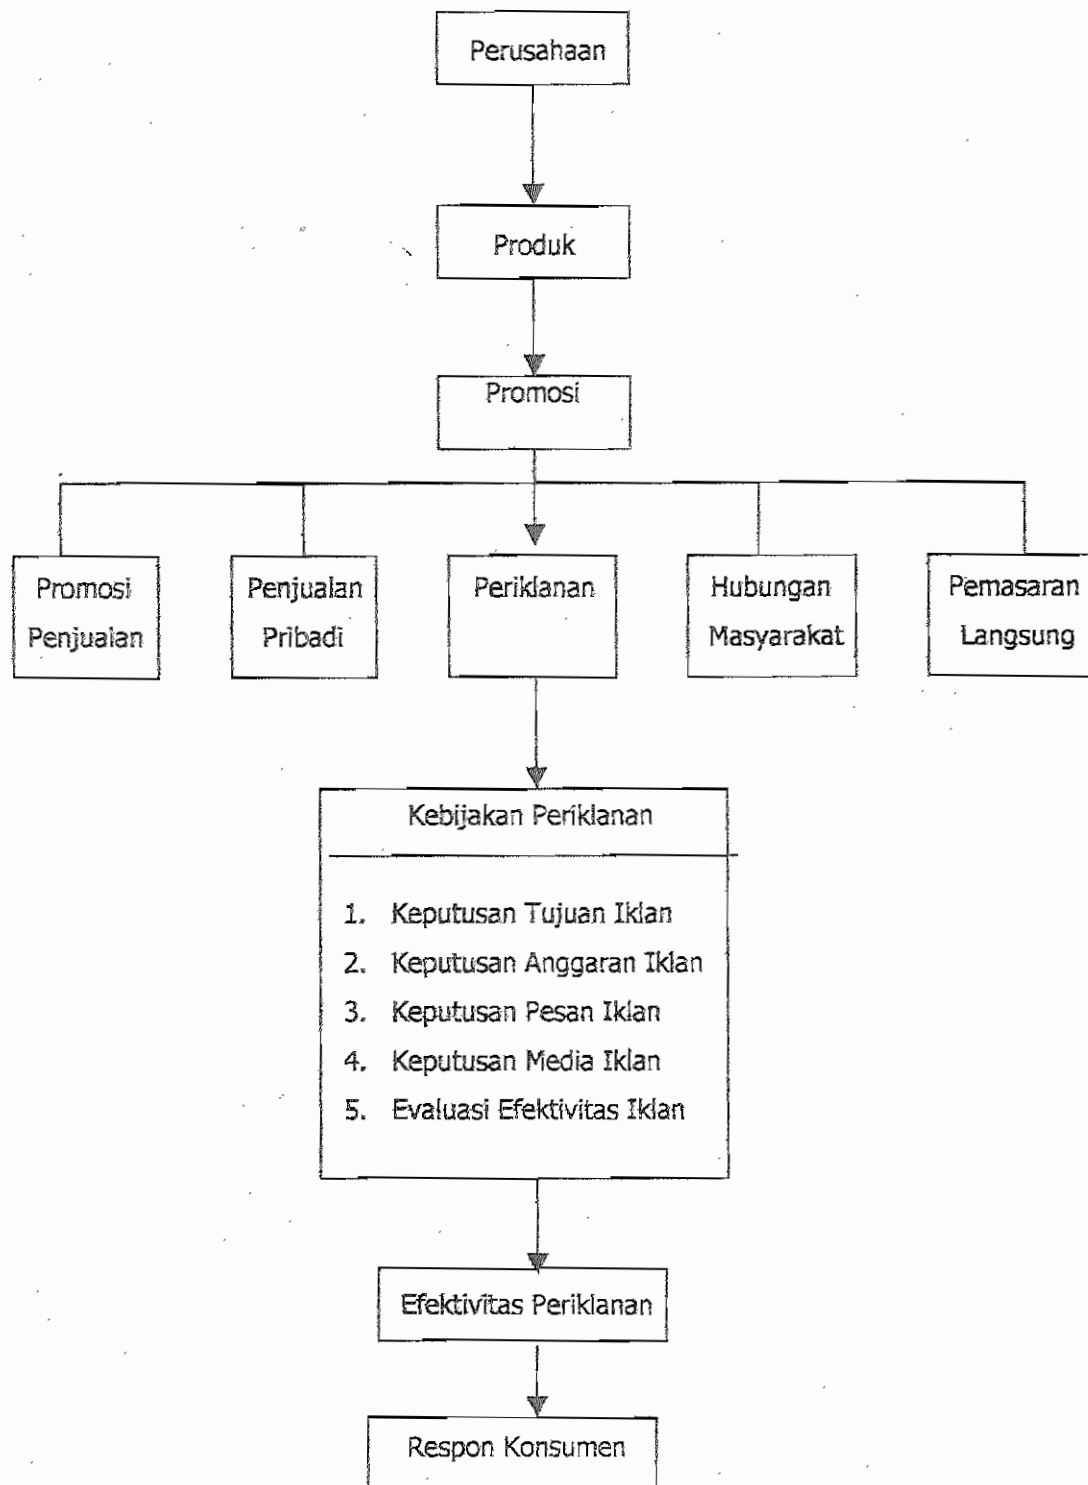 Perusahaan
Produk
Promosi
Promosi
Penjualan
Penjualan
Pribadi
Periklanan
Hubungan
Masyarakat
Pemasaran
Langsung
Kebijakan Periklanan
1. Keputusan Tujuan Iklan
2. Keputusan Anggaran Iklan
3. Keputusan Pesan Iklan
4. Keputusan Media Iklan
5. Evaluasi Efektivitas Iklan
Efektivitas Periklanan
Respon Konsumen